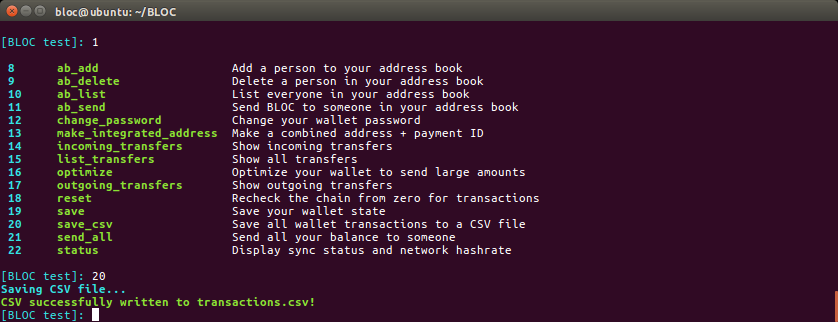 bloc@ubuntu: ~/BLOC
[BLOC test]: 1
8 ab_add Add a person to your address book
9 ab_delete Delete a person in your address book
10 ab_list List everyone in your address book
11 ab_send Send BLOC to someone in your address book
12 change_password Change your wallet password
13 make_integrated_address Make a combined address + payment ID
14 incoming_transfers Show incoming transfers
15 list_transfers Show all transfers
16 optimize Optimize your wallet to send large amounts
17 outgoing_transfers Show outgoing transfers
18 reset Recheck the chain from zero for transactions
19 save Save your wallet state
20 save_csv Save all wallet transactions to a CSV file
21 send_all Send all your balance to someone
22 status Display sync status and network hashrate
[BLOC test]: 20
Saving CSV file...
CSV successfully written to transactions.csv!
[BLOC test]: